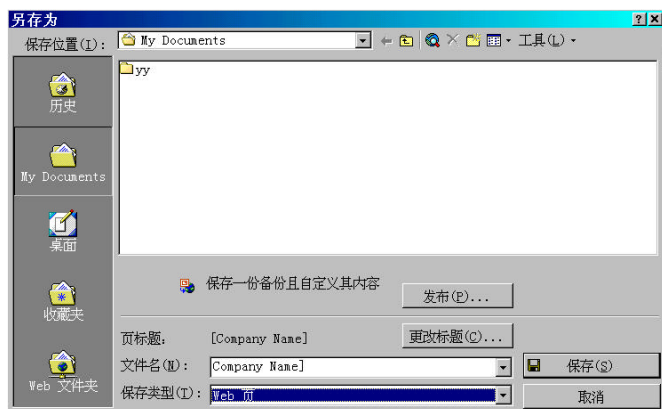 另存为
保存位置(I): My Documents 工具(L)
yy
历史
My Documents
桌面
收藏夹
Web 文件夹
保存一份备份且自定义其内容 发布(P)...
页标题: [Company Name] 更改标题(C)...
文件名(N): Company Name] 保存(S)
保存类型(T): Web 页 取消